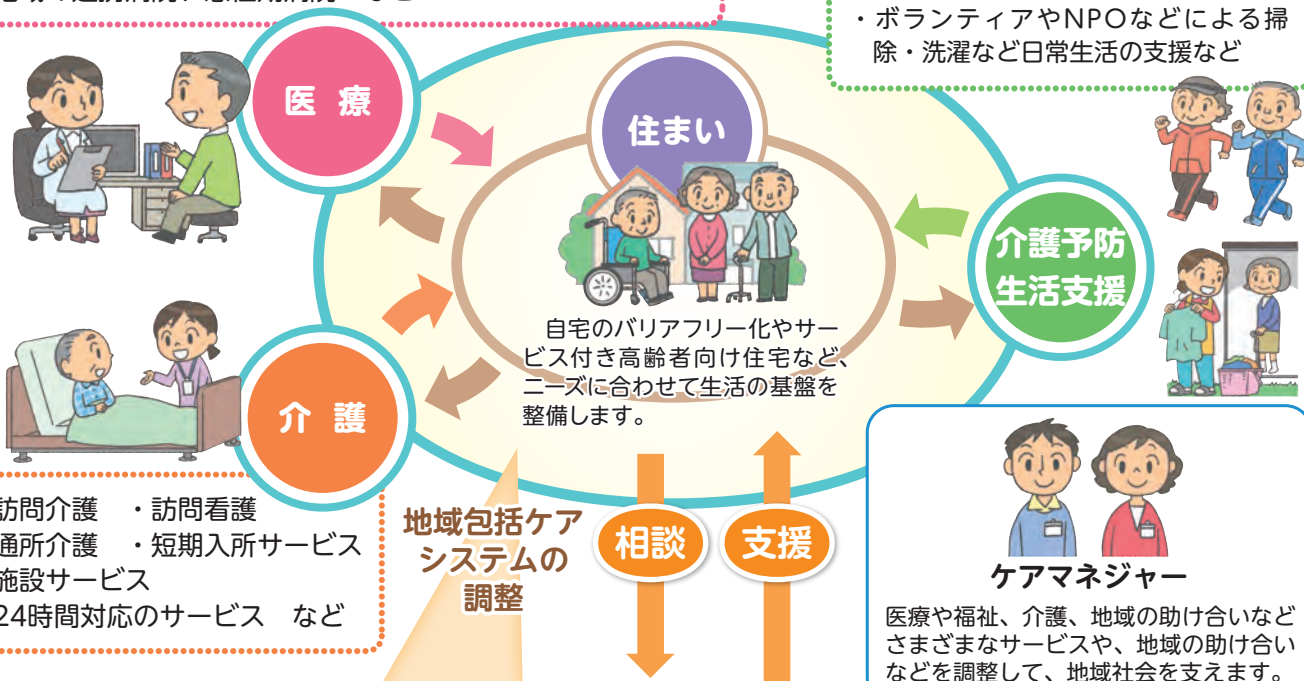 ・ボランティアやNPOなどによる掃
除・洗濯など日常生活の支援など
医 療
住まい
介護予防
生活支援
自宅のバリアフリー化やサー
ビス付き高齢者向け住宅など、
ニーズに合わせて生活の基盤を
整備します。
介 護
訪問介護 ・訪問看護
通所介護 ・短期入所サービス
施設サービス
24時間対応のサービス など
地域包括ケア
システムの
調整
相談
支援
ケアマネジャー
医療や福祉、介護、地域の助け合いなど
さまざまなサービスや、地域の助け合い
などを調整して、地域社会を支えます。